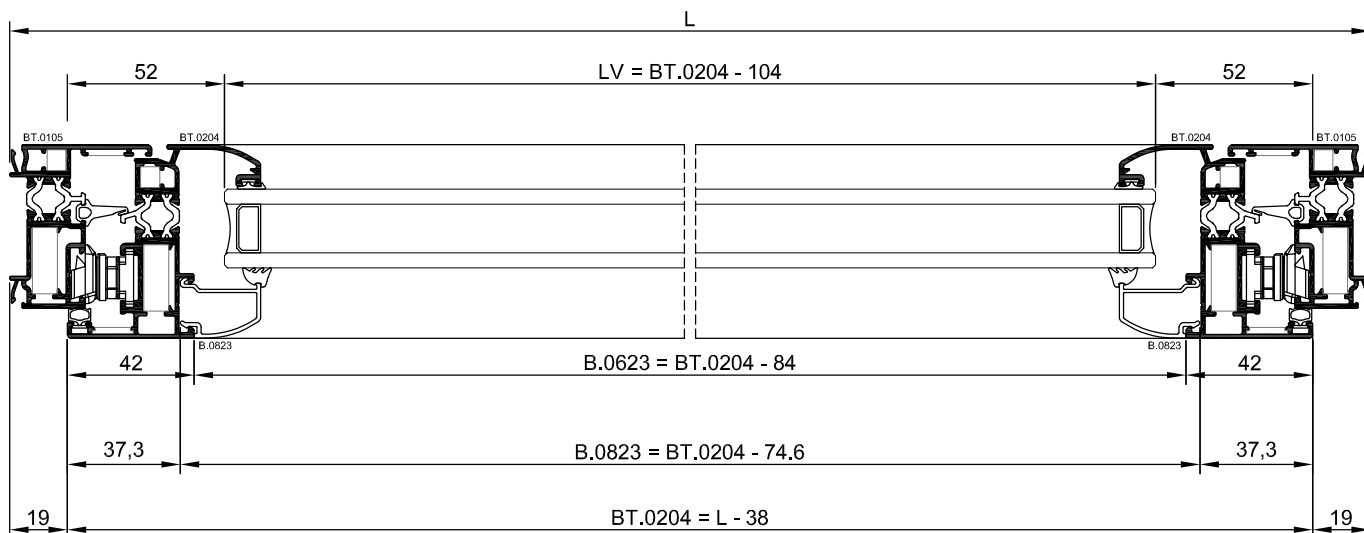 L
52 LV = BT.0204 - 104 52
BT.0105 BT.0204 BT.0204 BT.0105
B.0823 B.0823
42 B.0623 = BT.0204 - 84 42
37,3 B.0823 = BT.0204 - 74.6 37,3
19 BT.0204 = L - 38 19